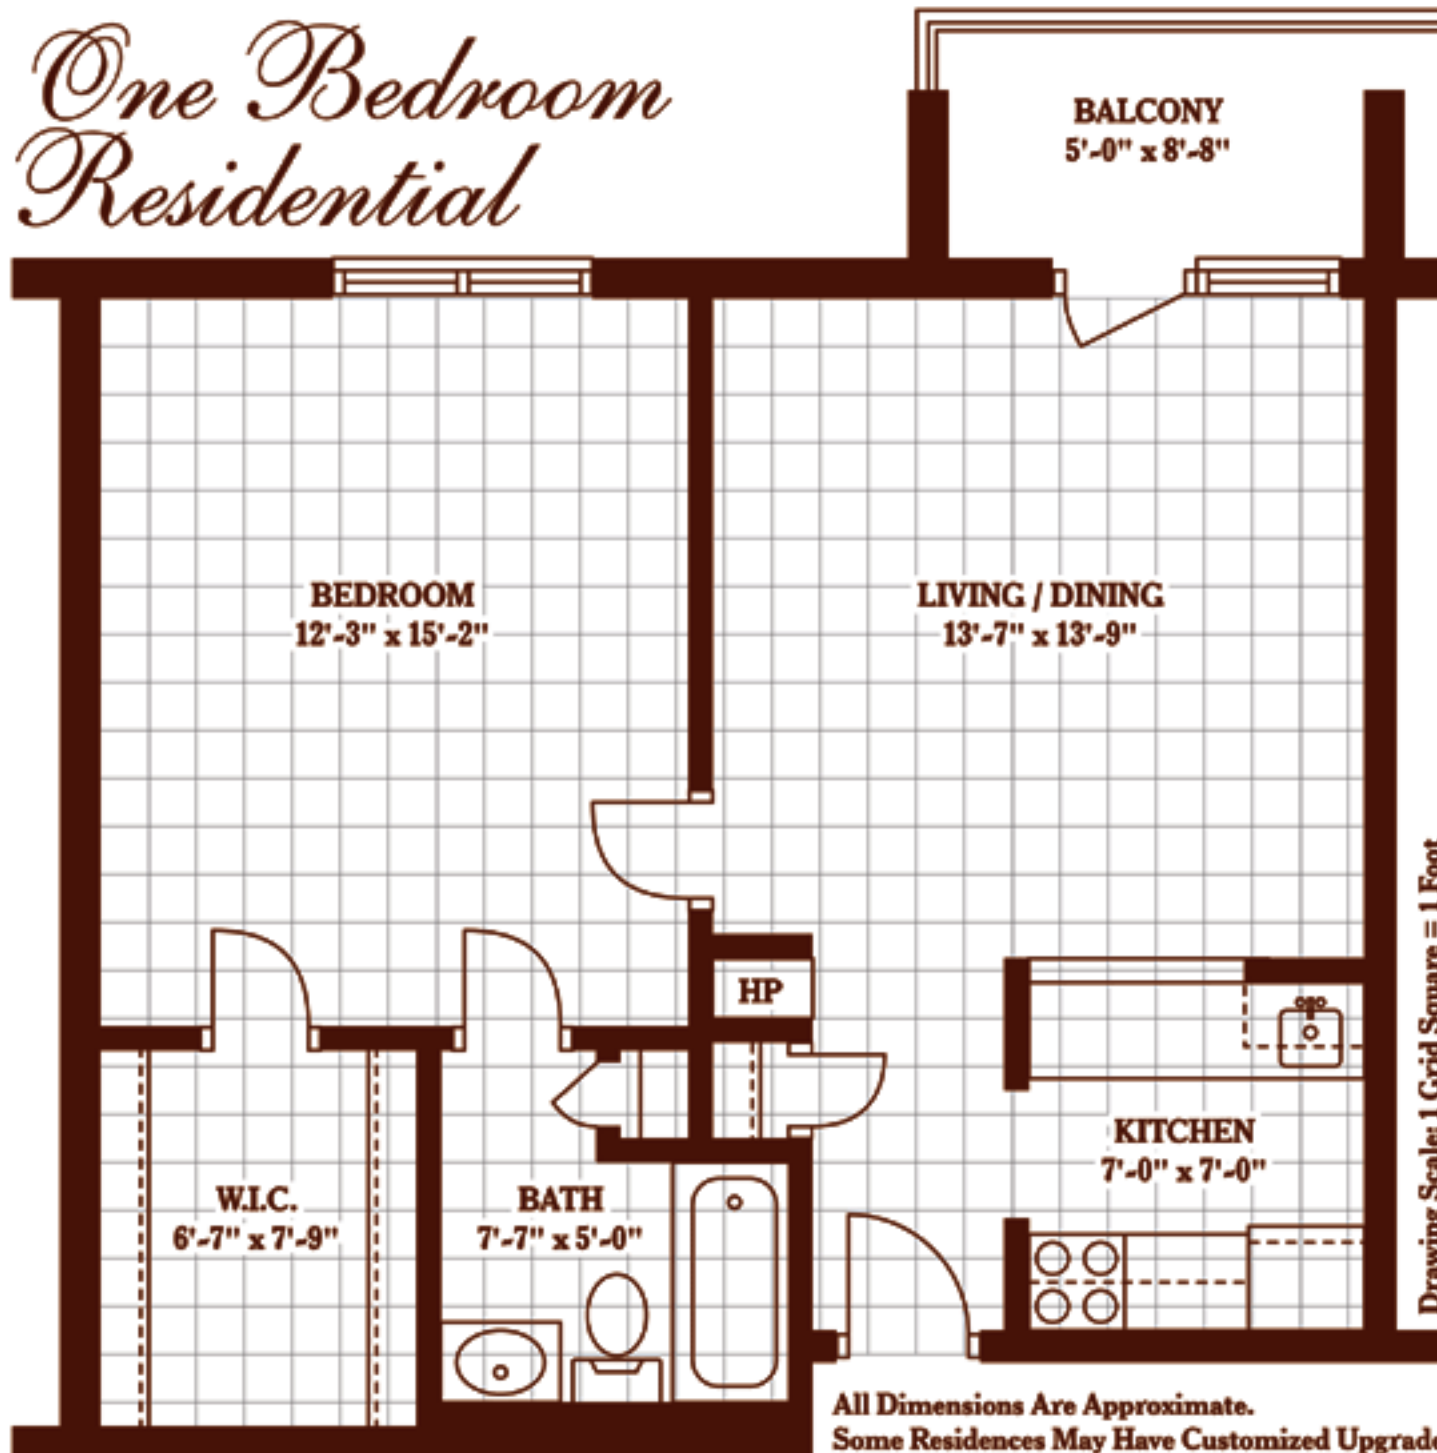 One Bedroom
Residential
BALCONY
5'-0" x 8'-8"
BEDROOM
12'-3" x 15'-2"
LIVING / DINING
13'-7" x 13'-9"
HP
KITCHEN
7'-0" x 7'-0"
W.I.C.
6'-7" x 7'-9"
BATH
7'-7" x 5'-0"
Drawing Scale: 1 Grid Square = 1 Foot
All Dimensions Are Approximate.
Some Residences May Have Customized Upgrade